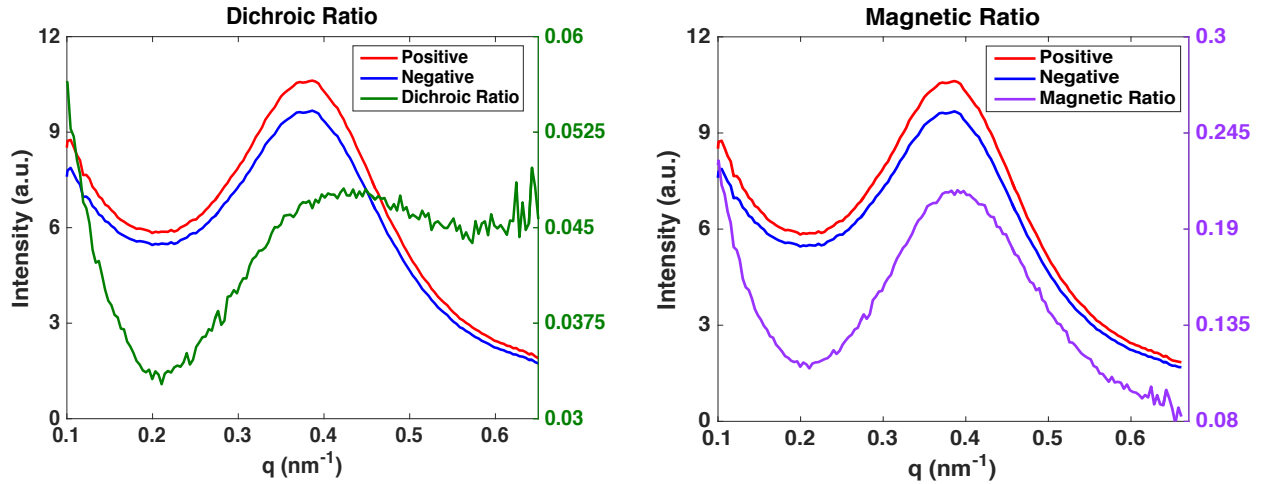 Dichroic Ratio
12
9
6
3
0
Intensity (a.u.)
0.06
0.0525
0.045
0.0375
0.03
Positive
Negative
Dichroic Ratio
0.1 0.2 0.3 0.4 0.5 0.6
q (nm⁻¹)
Magnetic Ratio
12
9
6
3
0
Intensity (a.u.)
0.3
0.245
0.19
0.135
0.08
Positive
Negative
Magnetic Ratio
0.1 0.2 0.3 0.4 0.5 0.6
q (nm⁻¹)